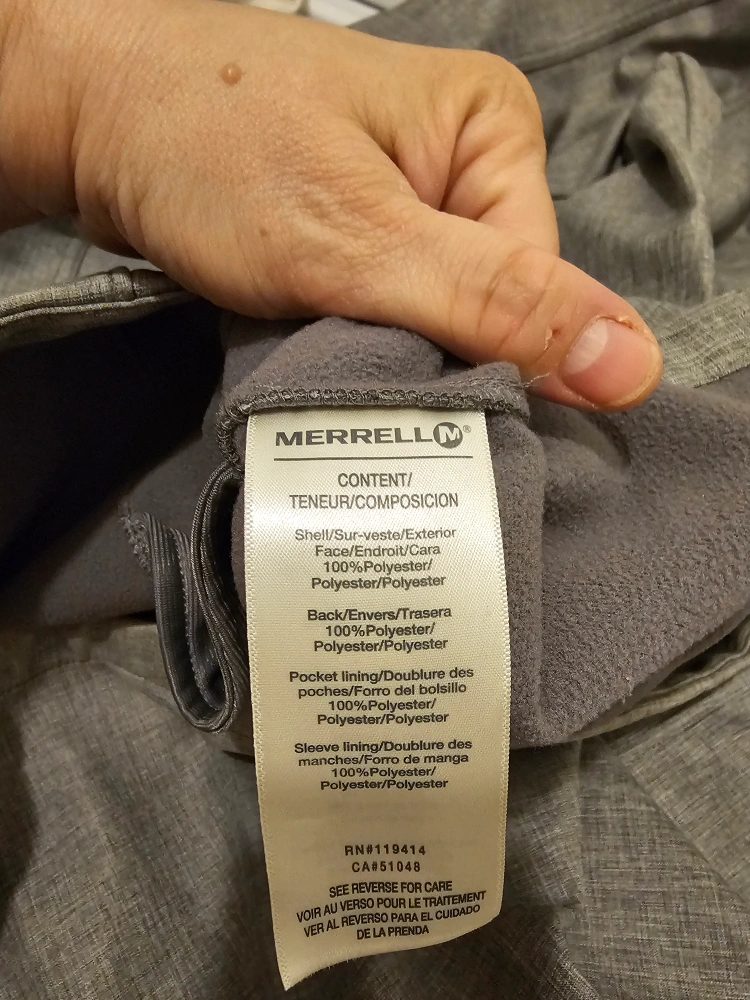 MERRELL M®
CONTENT/
TENEUR/COMPOSICION
Shell/Sur-veste/Exterior
Face/Endroit/Cara
100%Polyester/
Polyester/Polyester
Back/Envers/Trasera
100%Polyester/
Polyester/Polyester
Pocket lining/Doublure des
poches/Forro del bolsillo
100%Polyester/
Polyester/Polyester
Sleeve lining/Doublure des
manches/Forro de manga
100%Polyester/
Polyester/Polyester
RN#119414
CA#51048
SEE REVERSE FOR CARE
VOIR AU VERSO POUR LE TRAITEMENT
VER AL REVERSO PARA EL CUIDADO
DE LA PRENDA